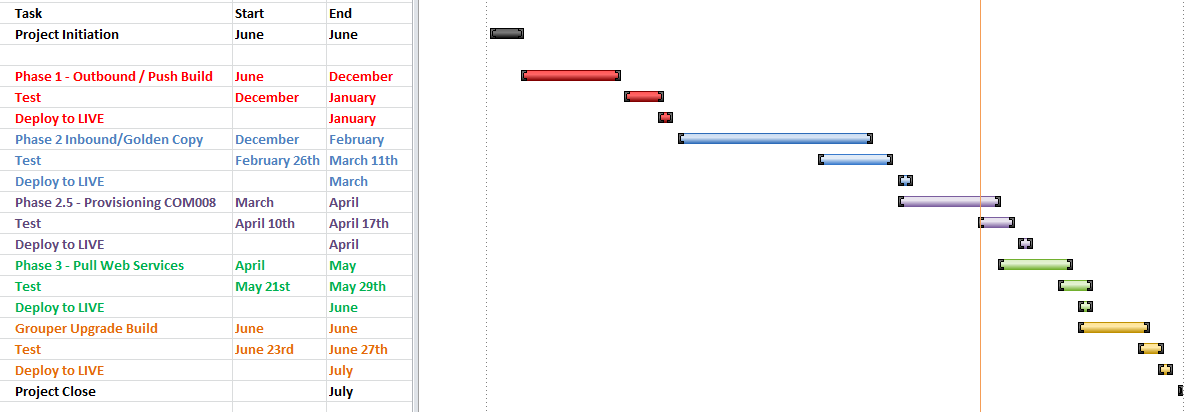 Task Start End
Project Initiation June June
Phase 1 - Outbound / Push Build June December
Test December January
Deploy to LIVE January
Phase 2 Inbound/Golden Copy December February
Test February 26th March 11th
Deploy to LIVE March
Phase 2.5 - Provisioning COM008 March April
Test April 10th April 17th
Deploy to LIVE April
Phase 3 - Pull Web Services April May
Test May 21st May 29th
Deploy to LIVE June
Grouper Upgrade Build June June
Test June 23rd June 27th
Deploy to LIVE July
Project Close July